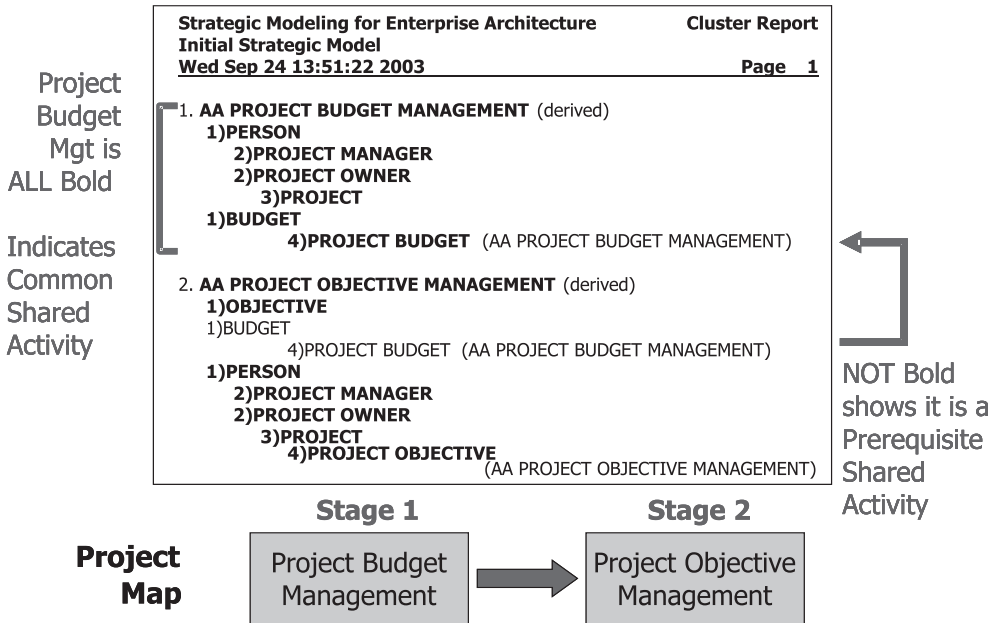 Strategic Modeling for Enterprise Architecture Cluster Report
Initial Strategic Model
Wed Sep 24 13:51:22 2003 Page 1
Project
Budget
Mgt is
ALL Bold
Indicates
Common
Shared
Activity
1. AA PROJECT BUDGET MANAGEMENT (derived)
1)PERSON
2)PROJECT MANAGER
2)PROJECT OWNER
3)PROJECT
1)BUDGET
4)PROJECT BUDGET (AA PROJECT BUDGET MANAGEMENT)
2. AA PROJECT OBJECTIVE MANAGEMENT (derived)
1)OBJECTIVE
1)BUDGET
4)PROJECT BUDGET (AA PROJECT BUDGET MANAGEMENT)
1)PERSON
2)PROJECT MANAGER
2)PROJECT OWNER
3)PROJECT
4)PROJECT OBJECTIVE
(AA PROJECT OBJECTIVE MANAGEMENT)
NOT Bold
shows it is a
Prerequisite
Shared
Activity
Stage 1
Stage 2
Project
Map
Project Budget
Management
Project Objective
Management